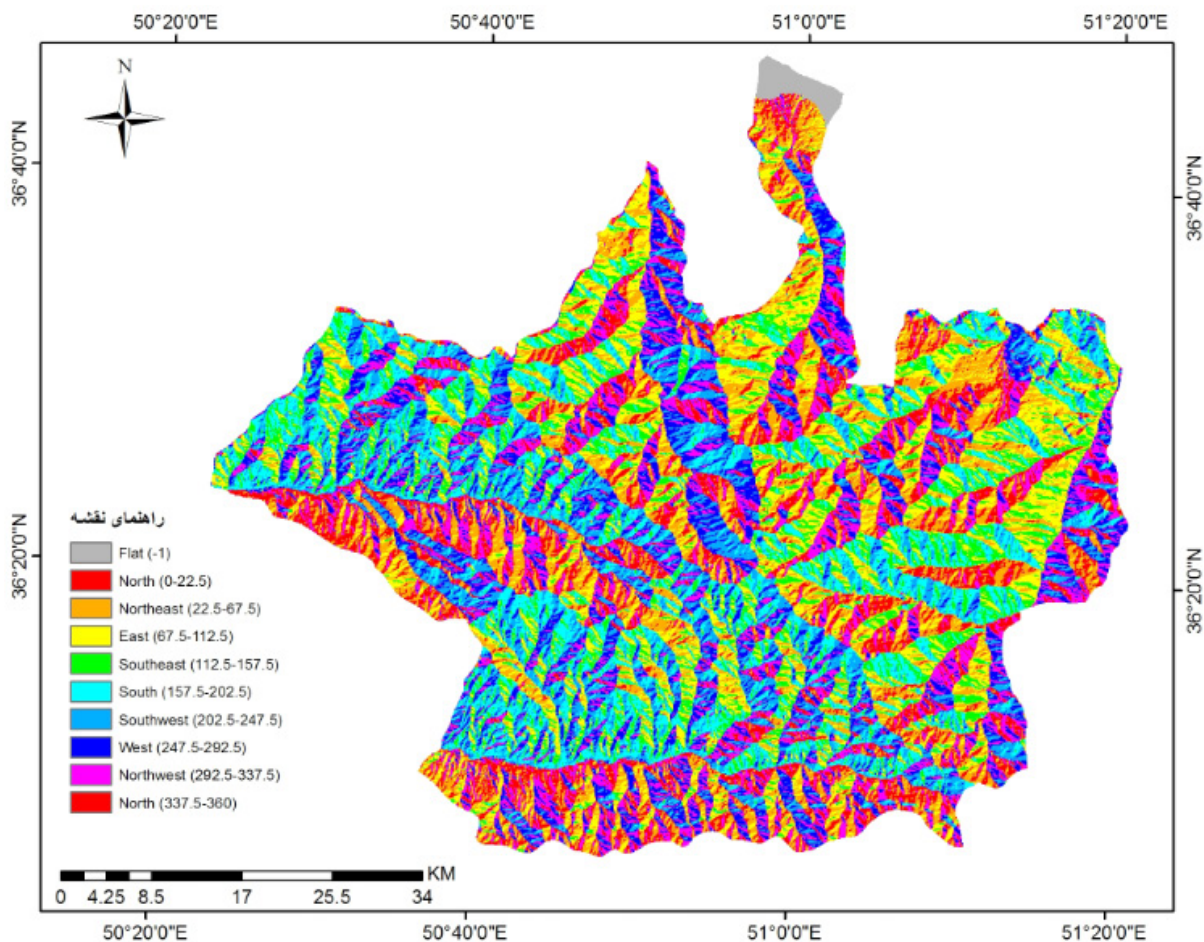 50°20'0"E 50°40'0"E 51°0'0"E 51°20'0"E
N
36°40'0"N
36°40'0"N
راهنمای نقشه
Flat (-1)
North (0-22.5)
Northeast (22.5-67.5)
East (67.5-112.5)
Southeast (112.5-157.5)
South (157.5-202.5)
Southwest (202.5-247.5)
West (247.5-292.5)
Northwest (292.5-337.5)
North (337.5-360)
36°20'0"N
36°20'0"N
KM
0 4.25 8.5 17 25.5 34
50°20'0"E 50°40'0"E 51°0'0"E 51°20'0"E